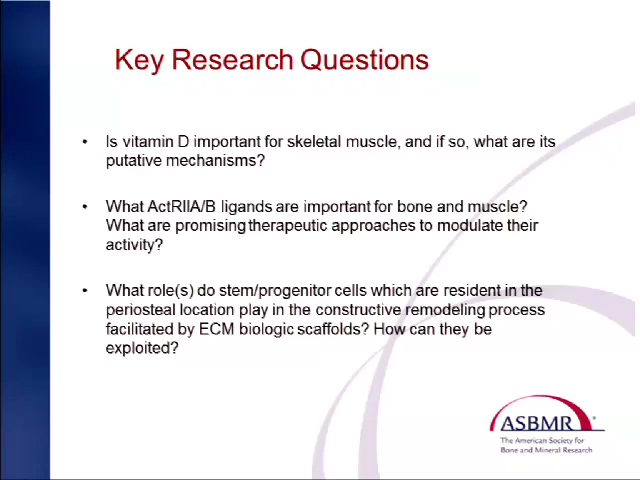 Key Research Questions
• Is vitamin D important for skeletal muscle, and if so, what are its
putative mechanisms?
• What ActRIIA/B ligands are important for bone and muscle?
What are promising therapeutic approaches to modulate their
activity?
• What role(s) do stem/progenitor cells which are resident in the
periosteal location play in the constructive remodeling process
facilitated by ECM biologic scaffolds? How can they be
exploited?
ASBMR
The American Society for
Bone and Mineral Research